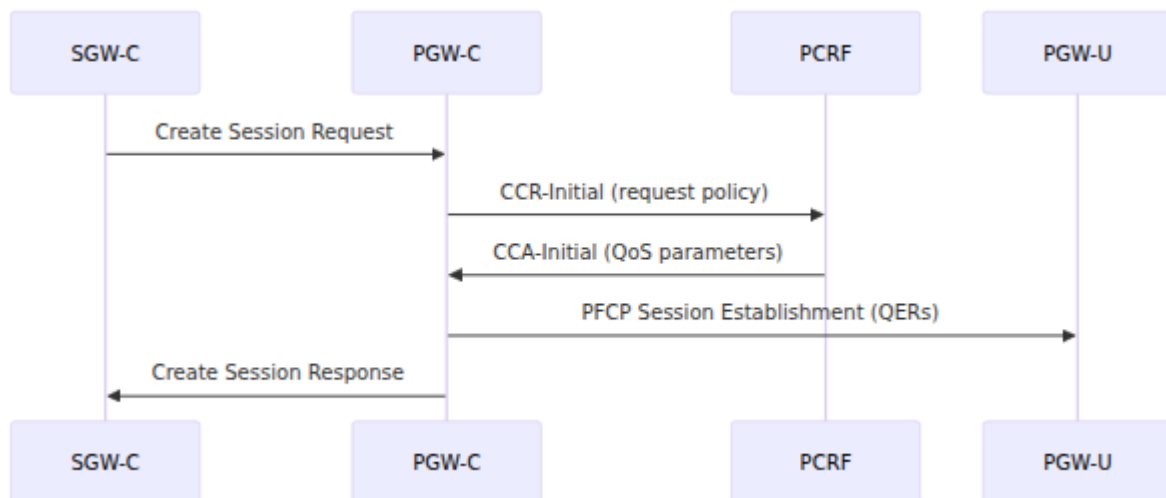 SGW-C
PGW-C
PCRF
PGW-U
Create Session Request
CCR-Initial (request policy)
CCA-Initial (QoS parameters)
PFCP Session Establishment (QERs)
Create Session Response
SGW-C
PGW-C
PCRF
PGW-U